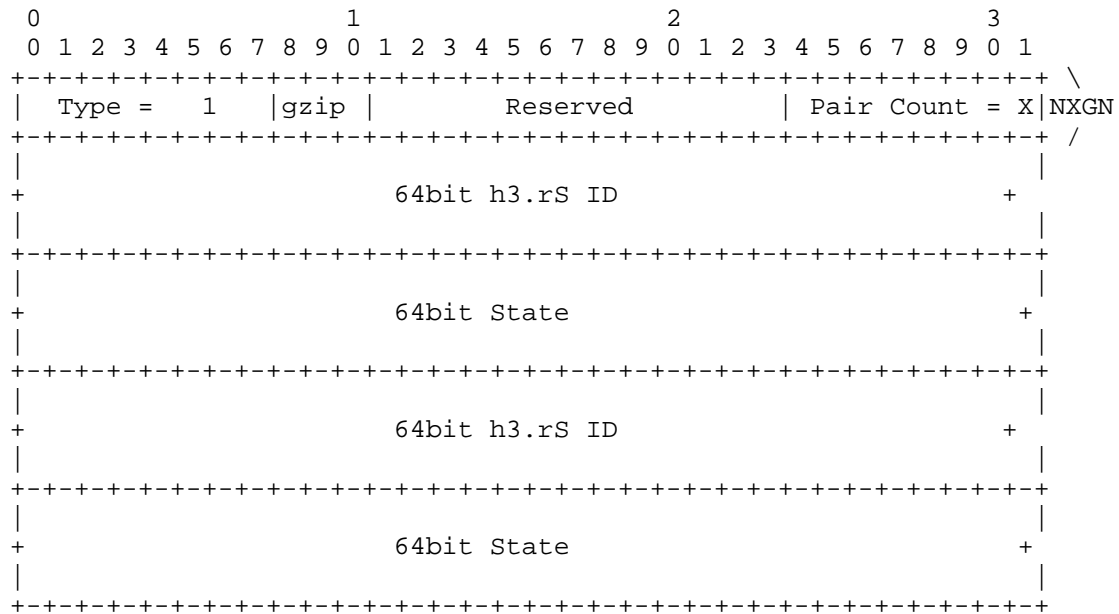 0                   1                   2                   3
 0 1 2 3 4 5 6 7 8 9 0 1 2 3 4 5 6 7 8 9 0 1 2 3 4 5 6 7 8 9 0 1
+-+-+-+-+-+-+-+-+-+-+-+-+-+-+-+-+-+-+-+-+-+-+-+-+-+-+-+-+-+-+-+-+ \
|  Type =   1   |gzip |        Reserved         | Pair Count = X|NXGN
+-+-+-+-+-+-+-+-+-+-+-+-+-+-+-+-+-+-+-+-+-+-+-+-+-+-+-+-+-+-+-+-+ /
|                                                               |
+                       64bit h3.rS ID                        +
|                                                               |
+-+-+-+-+-+-+-+-+-+-+-+-+-+-+-+-+-+-+-+-+-+-+-+-+-+-+-+-+-+-+-+-+
|                                                               |
+                       64bit State                            +
|                                                               |
+-+-+-+-+-+-+-+-+-+-+-+-+-+-+-+-+-+-+-+-+-+-+-+-+-+-+-+-+-+-+-+-+
|                                                               |
+                       64bit h3.rS ID                        +
|                                                               |
+-+-+-+-+-+-+-+-+-+-+-+-+-+-+-+-+-+-+-+-+-+-+-+-+-+-+-+-+-+-+-+-+
|                                                               |
+                       64bit State                            +
|                                                               |
+-+-+-+-+-+-+-+-+-+-+-+-+-+-+-+-+-+-+-+-+-+-+-+-+-+-+-+-+-+-+-+-+